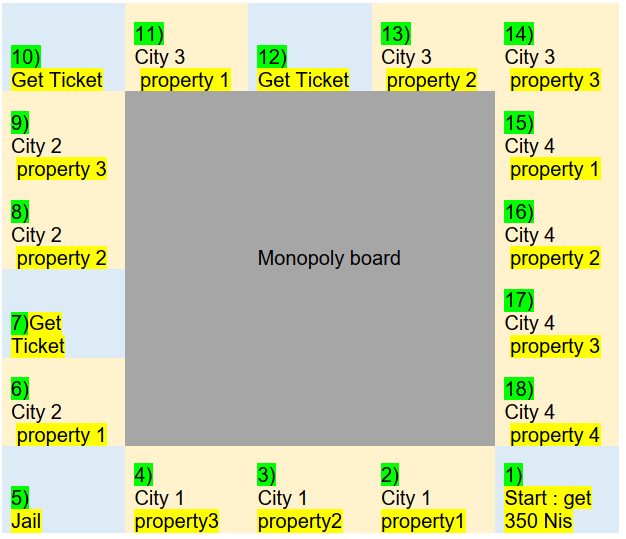 10)
Get Ticket
11)
City 3
property 1
12)
Get Ticket
13)
City 3
property 2
14)
City 3
property 3
9)
City 2
property 3
15)
City 4
property 1
8)
City 2
property 2
Monopoly board
16)
City 4
property 2
7)Get
Ticket
17)
City 4
property 3
6)
City 2
property 1
18)
City 4
property 4
5)
Jail
4)
City 1
property3
3)
City 1
property2
2)
City 1
property1
1)
Start : get
350 Nis